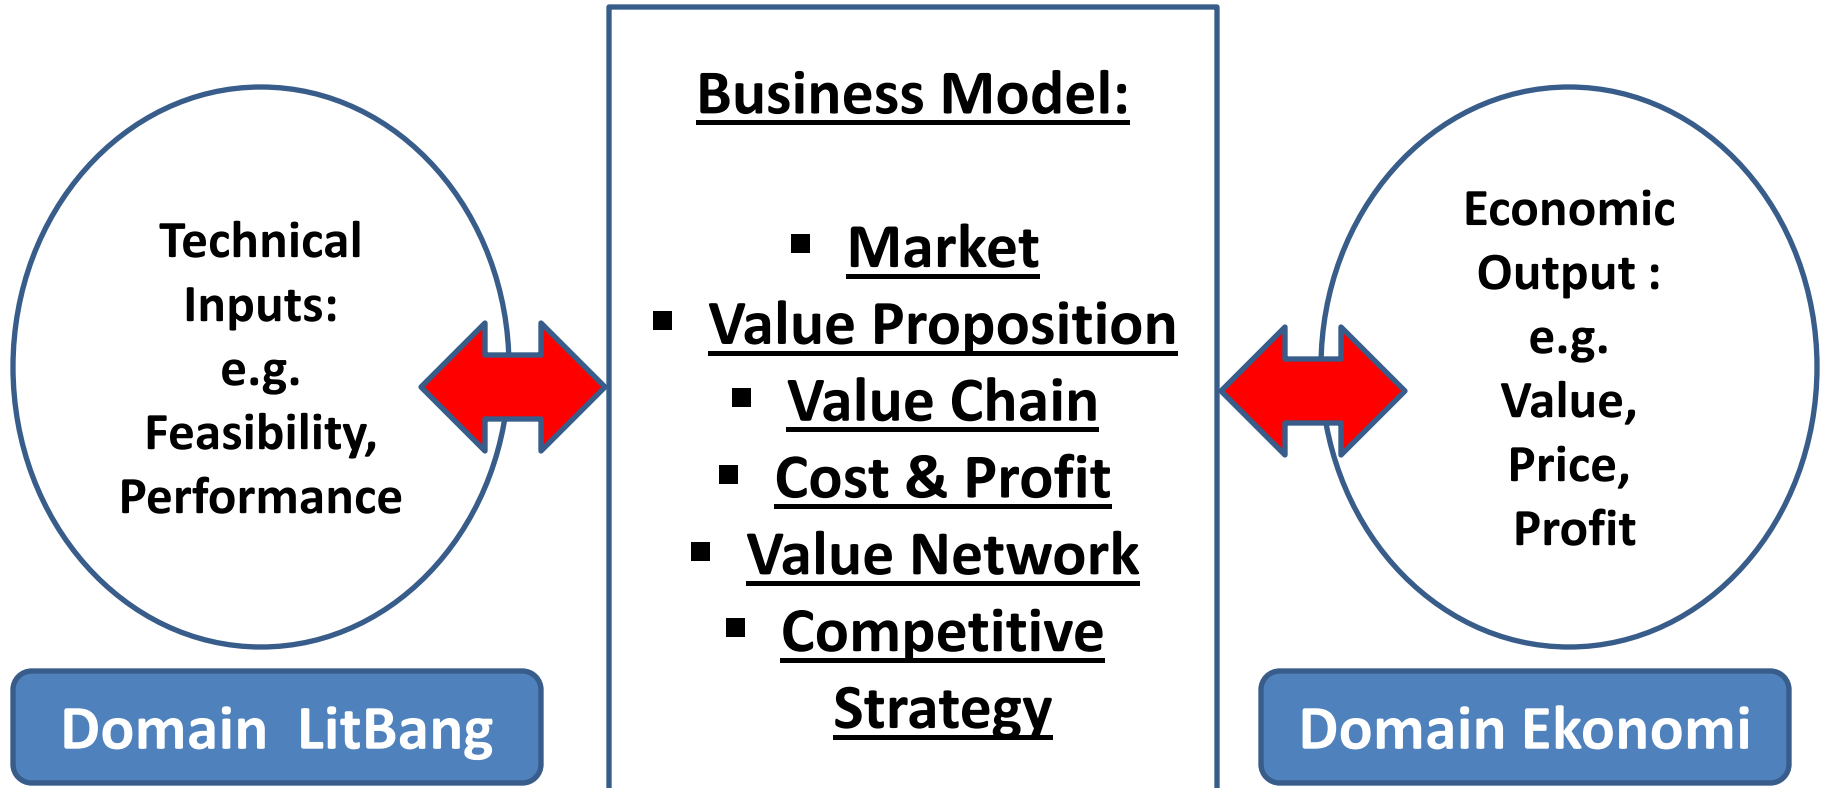 Technical
Inputs:
e.g.
Feasibility,
Performance
Domain LitBang
Business Model:
▪ Market
▪ Value Proposition
▪ Value Chain
▪ Cost & Profit
▪ Value Network
▪ Competitive
Strategy
Economic
Output :
e.g.
Value,
Price,
Profit
Domain Ekonomi